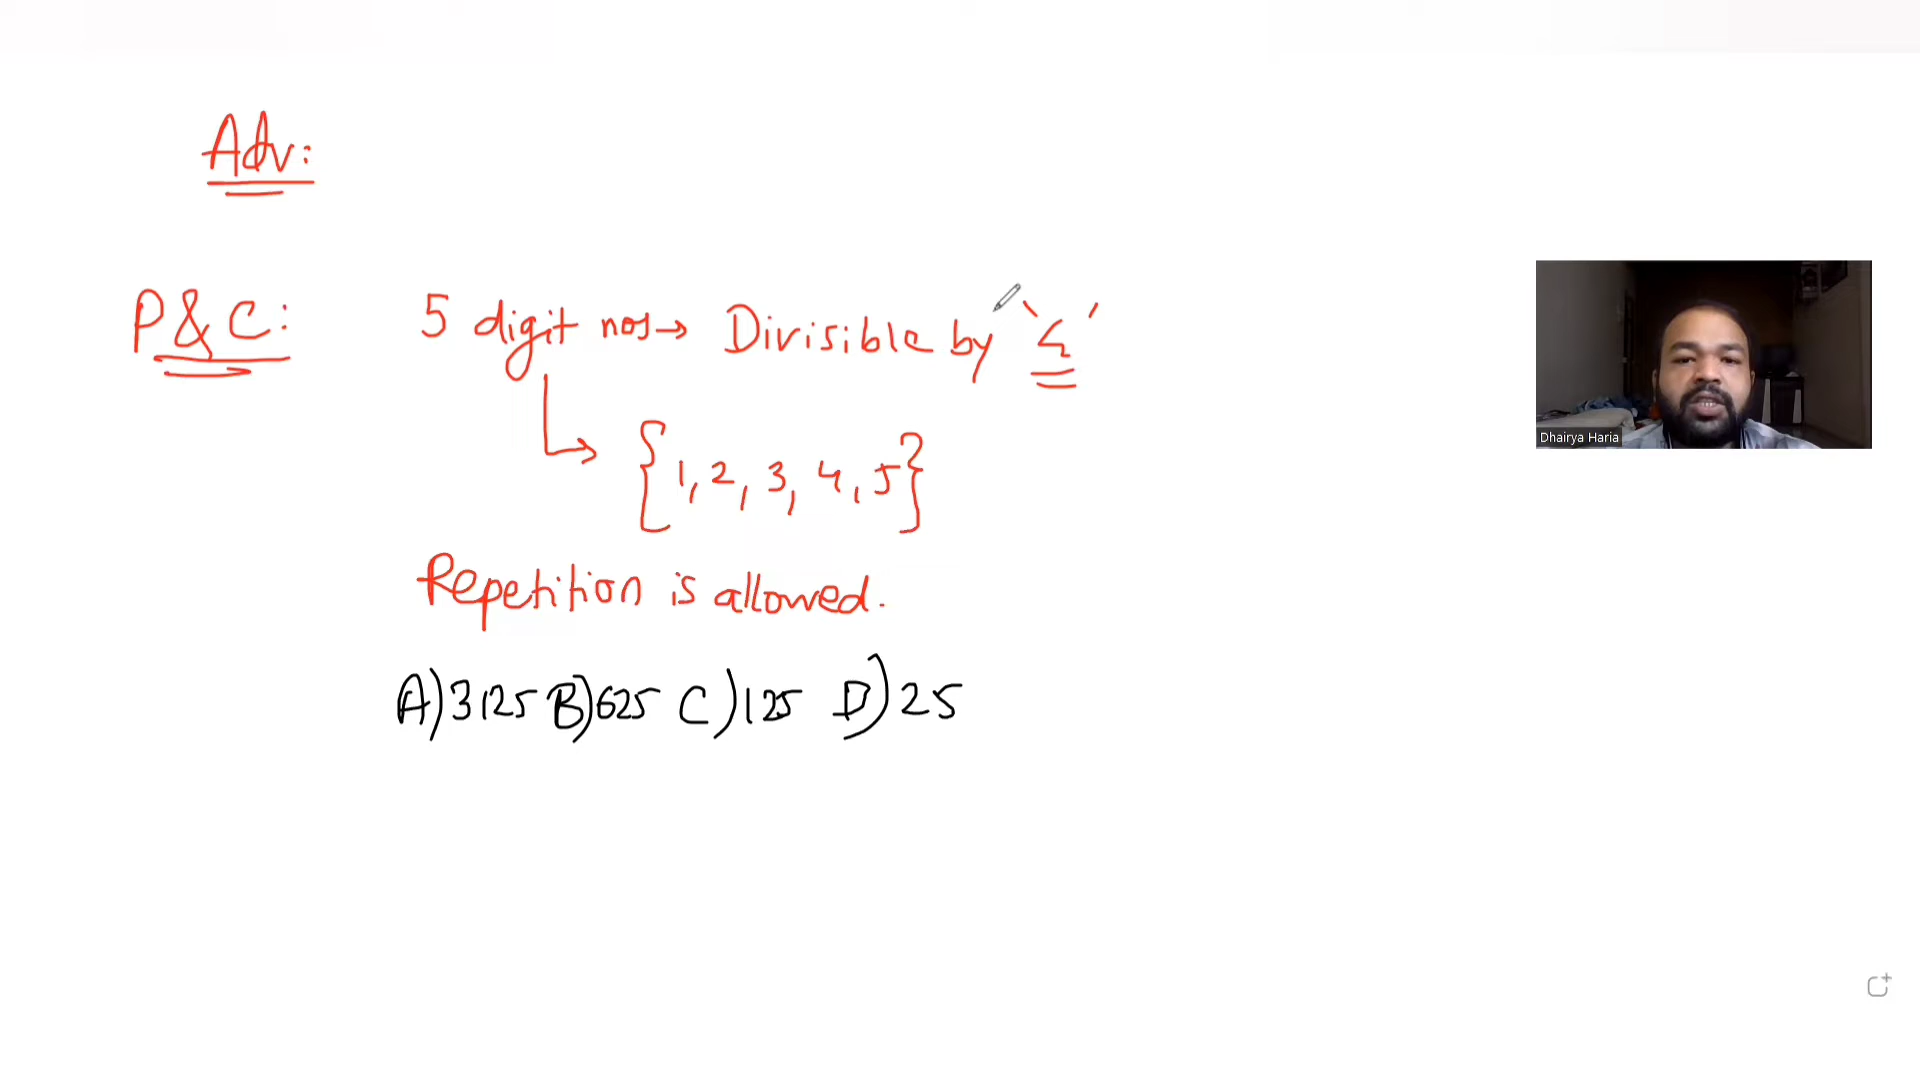 Adv:
P&C: 5 digit nos→ Divisible by '4'
{1, 2, 3, 4, 5}
Repetition is allowed.
A)3125 B)625 C)125 D)25
Dhairya Haria